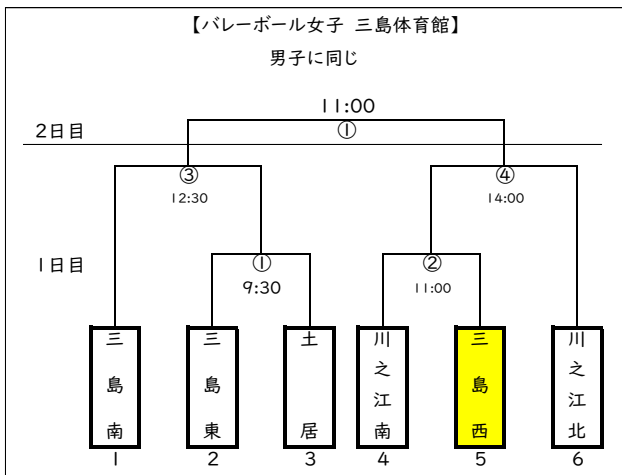 【バレーボール女子 三島体育館】
男子に同じ
11:00
2日目
①
③
④
12:30
14:00
1日目
①
②
9:30
11:00
三島南
三島東
土居
川之江南
三島西
川之江北
1
2
3
4
5
6